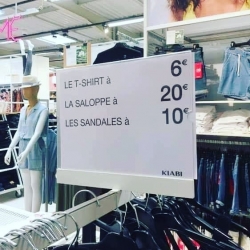 LE T-SHIRT à 6€
LA SALOPPE à 20€
LES SANDALES à 10€
KIABI